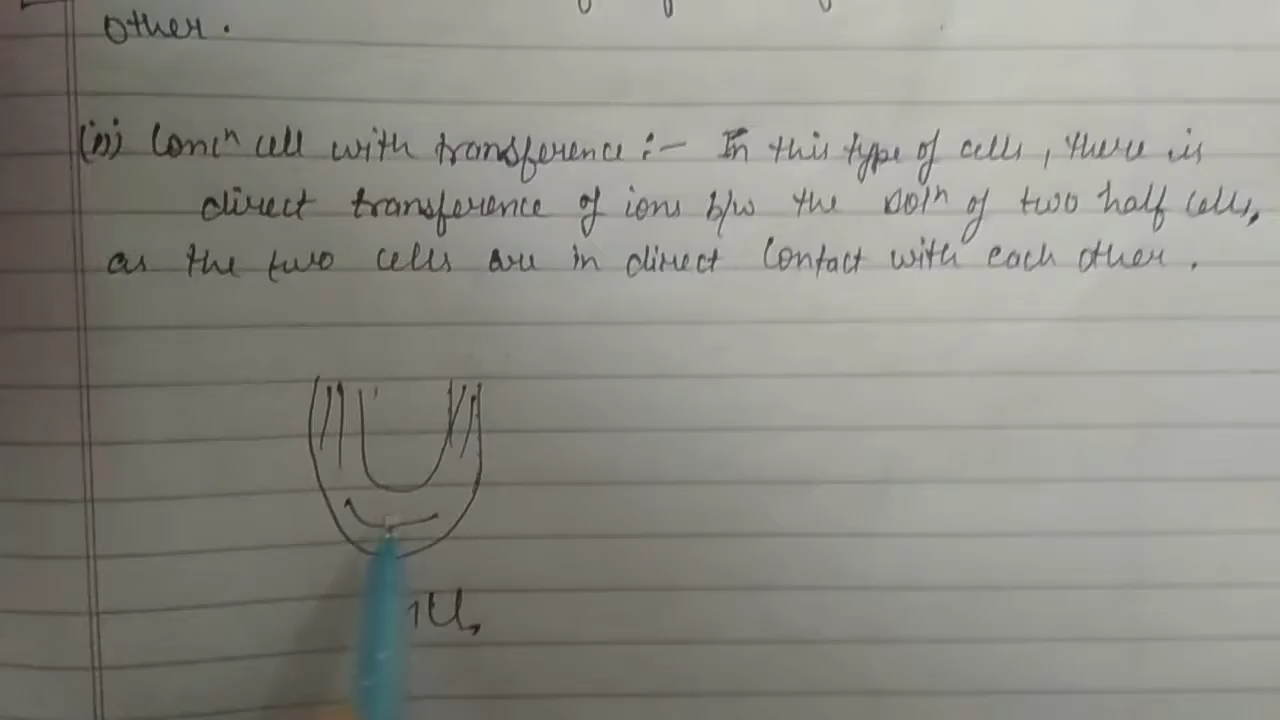 other.
(ii) Concn cell with transference :- In this type of cells, there is
direct transference of ions b/w the soln of two half cells,
as the two cells are in direct contact with each other.